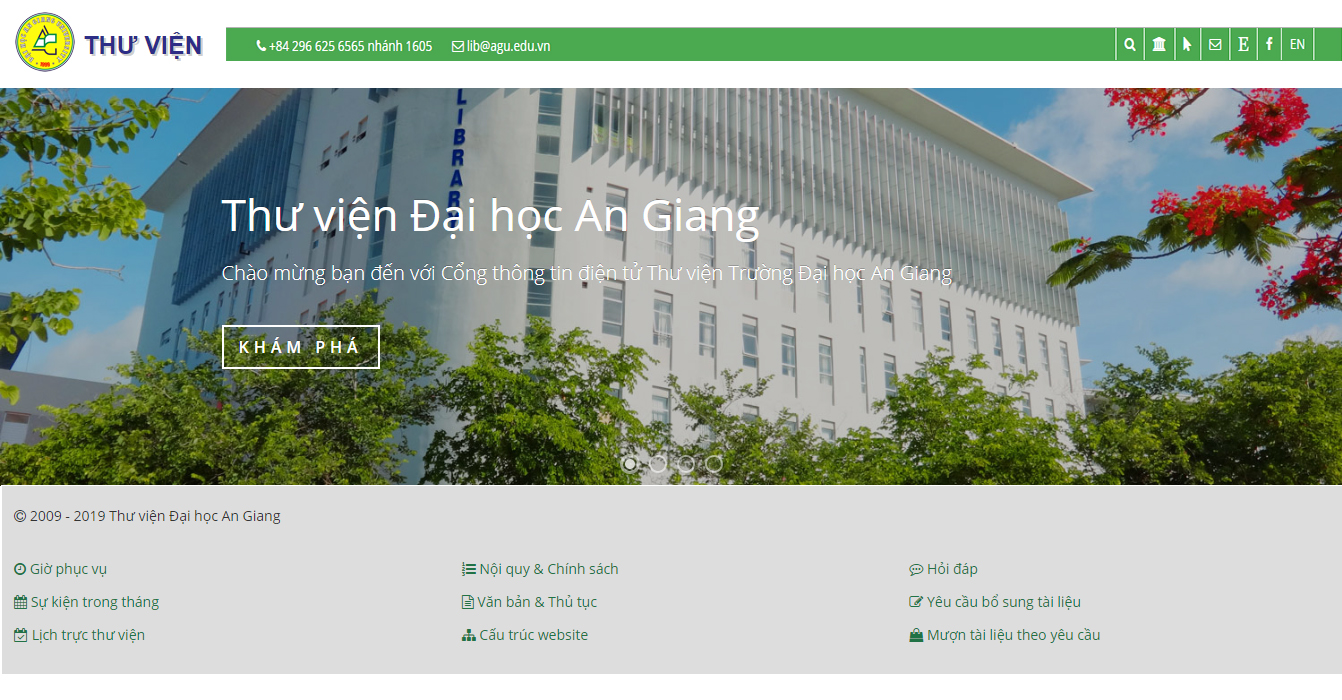 THƯ VIỆN
+84 296 625 6565 nhánh 1605
lib@agu.edu.vn
E
f
EN
LIBRAR
Thư viện Đại học An Giang
Chào mừng bạn đến với Cổng thông tin điện tử Thư viện Trường Đại học An Giang
KHÁM PHÁ
© 2009 - 2019 Thư viện Đại học An Giang
Giờ phục vụ
Nội quy & Chính sách
Hỏi đáp
Sự kiện trong tháng
Văn bản & Thủ tục
Yêu cầu bổ sung tài liệu
Lịch trực thư viện
Cấu trúc website
Mượn tài liệu theo yêu cầu